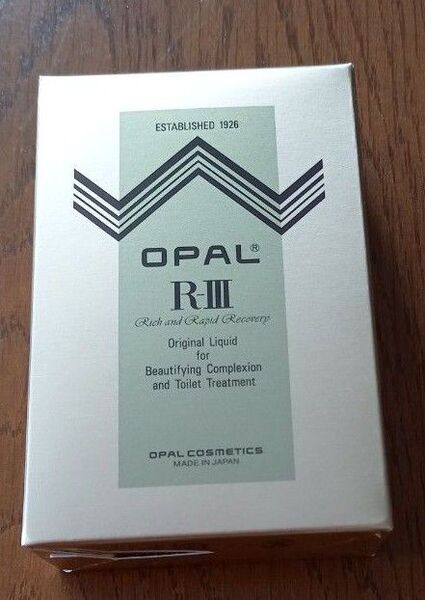 ESTABLISHED 1926
OPAL®
R-III
Rich and Rapid Recovery
Original Liquid
for
Beautifying Complexion
and Toilet Treatment
OPAL COSMETICS
MADE IN JAPAN